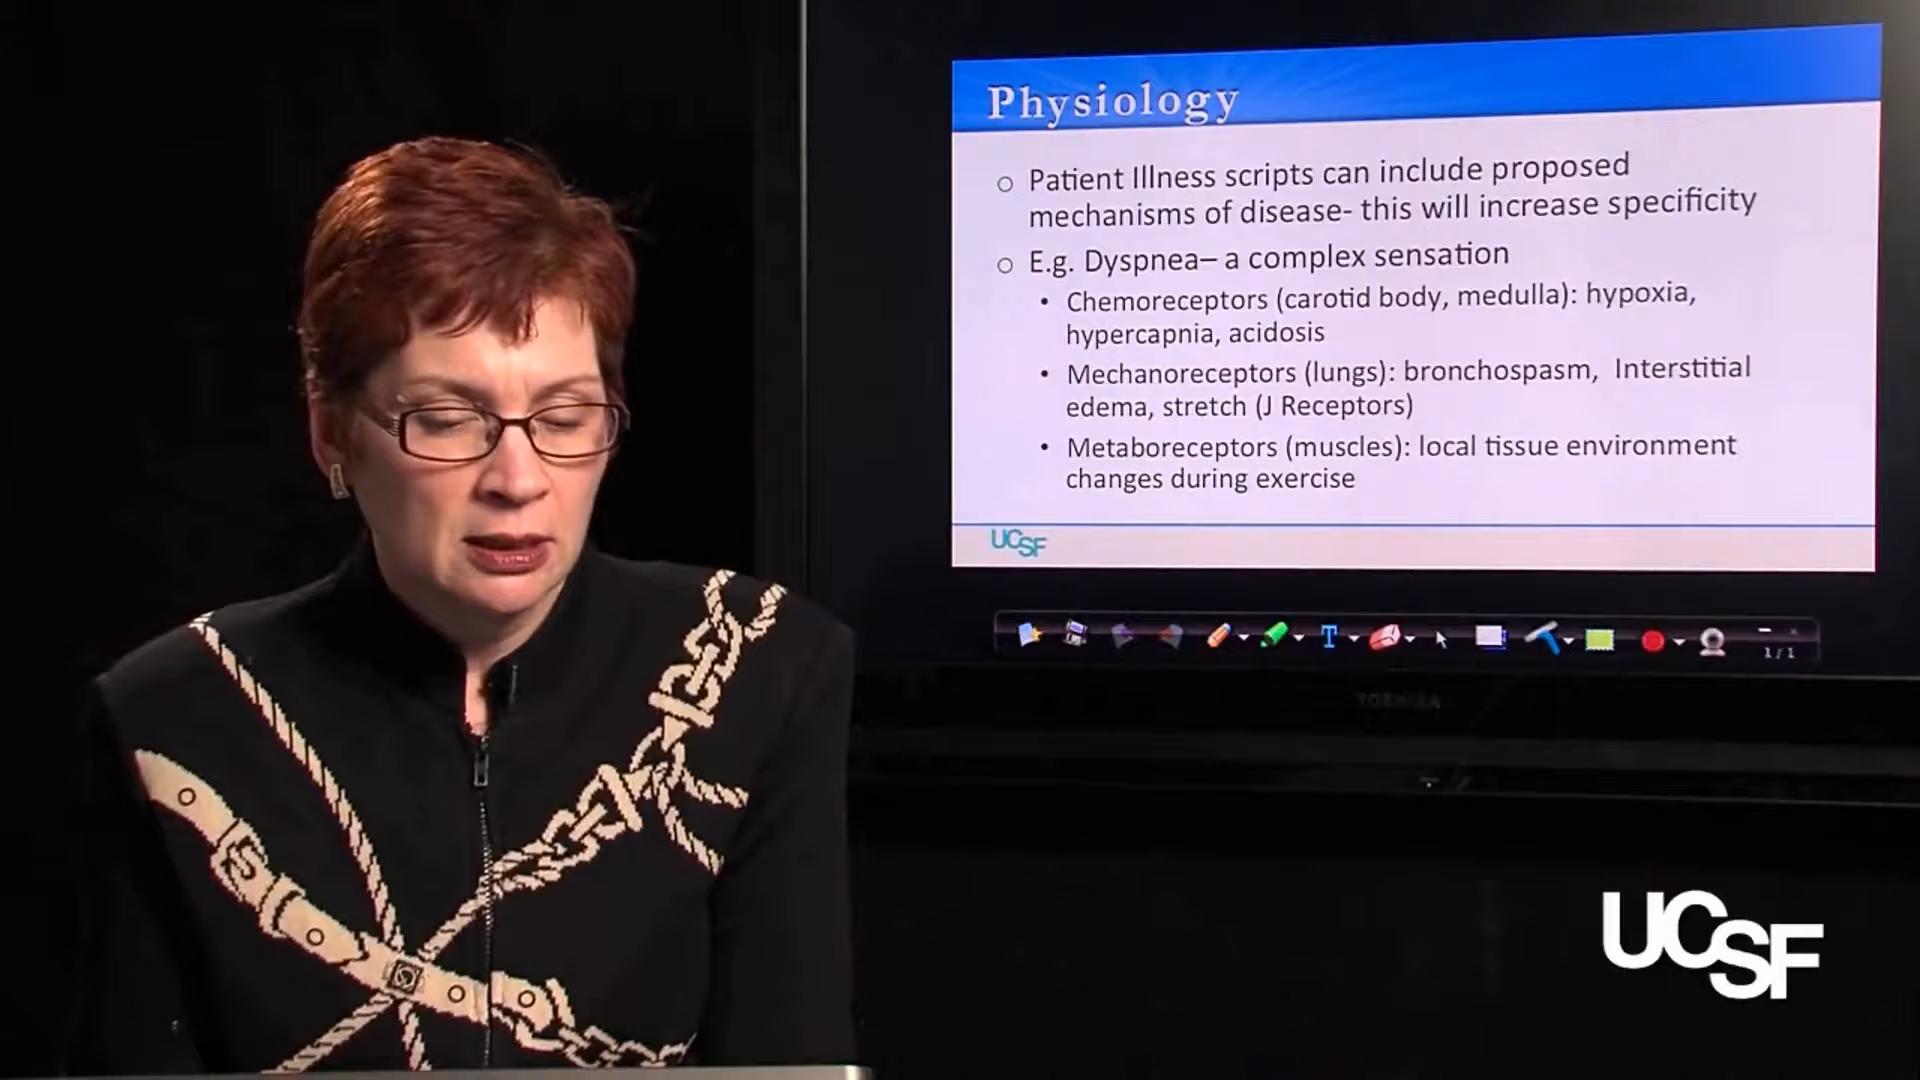 Physiology
○ Patient Illness scripts can include proposed
mechanisms of disease- this will increase specificity
○ E.g. Dyspnea– a complex sensation
• Chemoreceptors (carotid body, medulla): hypoxia,
hypercapnia, acidosis
• Mechanoreceptors (lungs): bronchospasm,  Interstitial
edema, stretch (J Receptors)
• Metaboreceptors (muscles): local tissue environment
changes during exercise
UCSF
T
1/1
TOSHIBA
UCSF